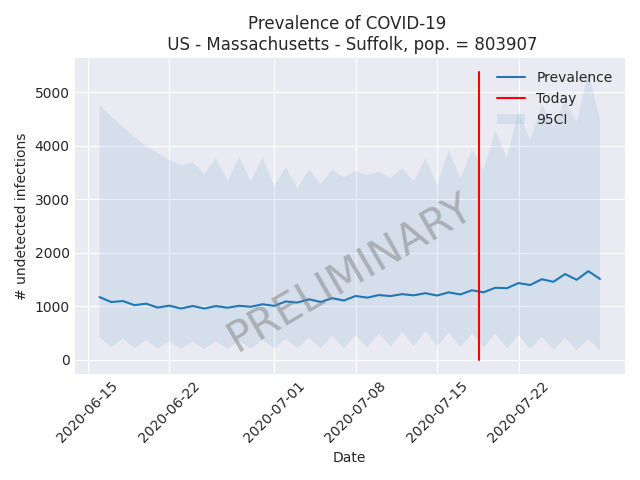 Prevalence of COVID-19
US - Massachusetts - Suffolk, pop. = 803907
Prevalence
Today
95CI
# undetected infections
5000
4000
3000
2000
1000
0
PRELIMINARY
2020-06-15
2020-06-22
2020-07-01
2020-07-08
2020-07-15
2020-07-22
Date